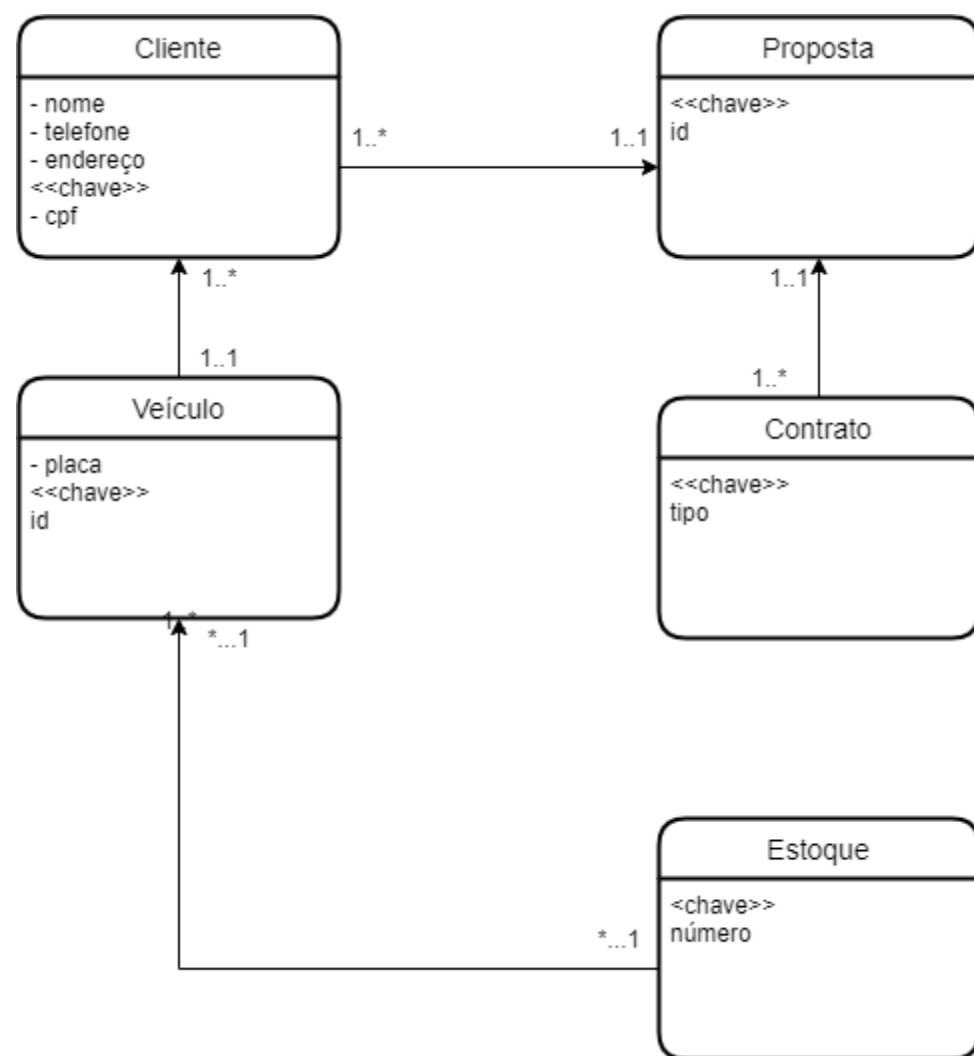 Cliente
- nome
- telefone
- endereço
<<chave>>
- cpf
1..*
1..1
Proposta
<<chave>>
id
1..*
1..1
1..1
1..*
Veículo
- placa
<<chave>>
id
Contrato
<<chave>>
tipo
1..*
*...1
*...1
Estoque
<chave>>
número